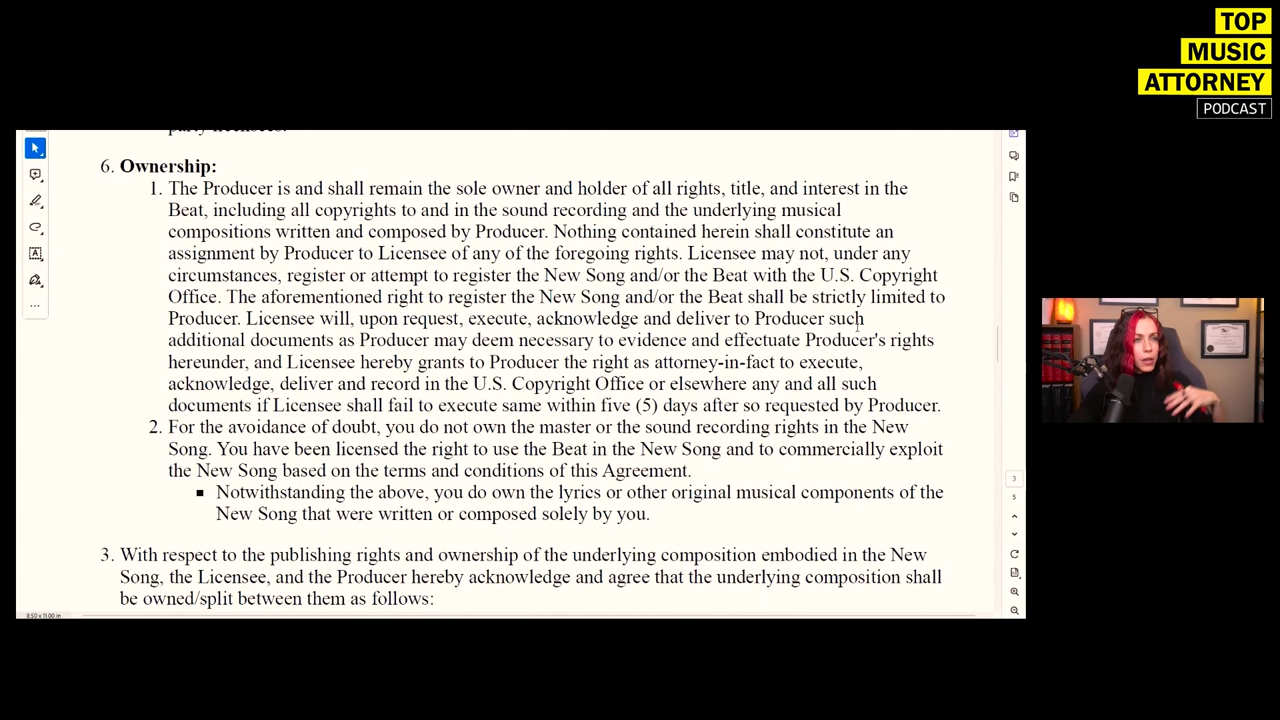 TOP
MUSIC
ATTORNEY
PODCAST
party licensees.
6. Ownership:
1. The Producer is and shall remain the sole owner and holder of all rights, title, and interest in the
Beat, including all copyrights to and in the sound recording and the underlying musical
compositions written and composed by Producer. Nothing contained herein shall constitute an
assignment by Producer to Licensee of any of the foregoing rights. Licensee may not, under any
circumstances, register or attempt to register the New Song and/or the Beat with the U.S. Copyright
Office. The aforementioned right to register the New Song and/or the Beat shall be strictly limited to
Producer. Licensee will, upon request, execute, acknowledge and deliver to Producer such
additional documents as Producer may deem necessary to evidence and effectuate Producer's rights
hereunder, and Licensee hereby grants to Producer the right as attorney-in-fact to execute,
acknowledge, deliver and record in the U.S. Copyright Office or elsewhere any and all such
documents if Licensee shall fail to execute same within five (5) days after so requested by Producer.
2. For the avoidance of doubt, you do not own the master or the sound recording rights in the New
Song. You have been licensed the right to use the Beat in the New Song and to commercially exploit
the New Song based on the terms and conditions of this Agreement.
▪ Notwithstanding the above, you do own the lyrics or other original musical components of the
New Song that were written or composed solely by you.
3. With respect to the publishing rights and ownership of the underlying composition embodied in the New
Song, the Licensee, and the Producer hereby acknowledge and agree that the underlying composition shall
be owned/split between them as follows:
8.50 x 11.00 in
3
5